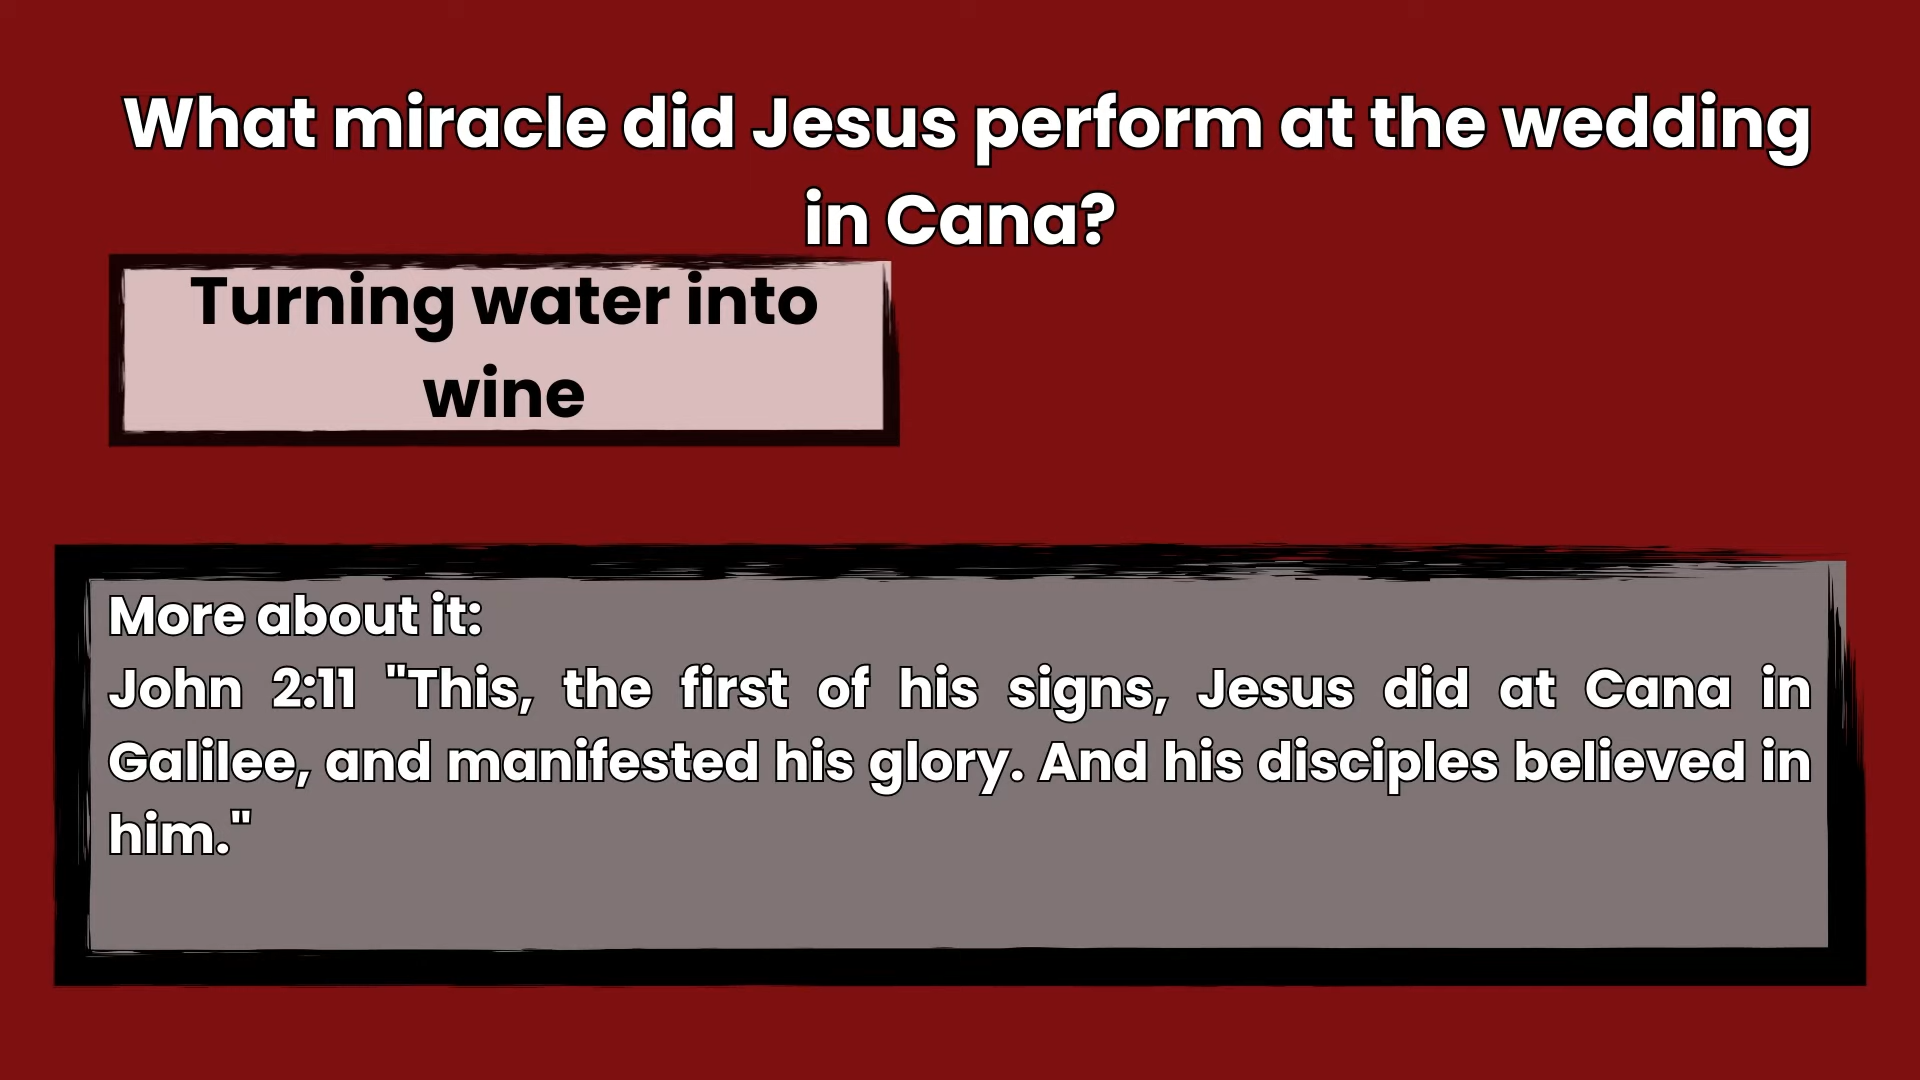 What miracle did Jesus perform at the wedding
in Cana?
Turning water into
wine
More about it:
John 2:11 "This, the first of his signs, Jesus did at Cana in
Galilee, and manifested his glory. And his disciples believed in
him."